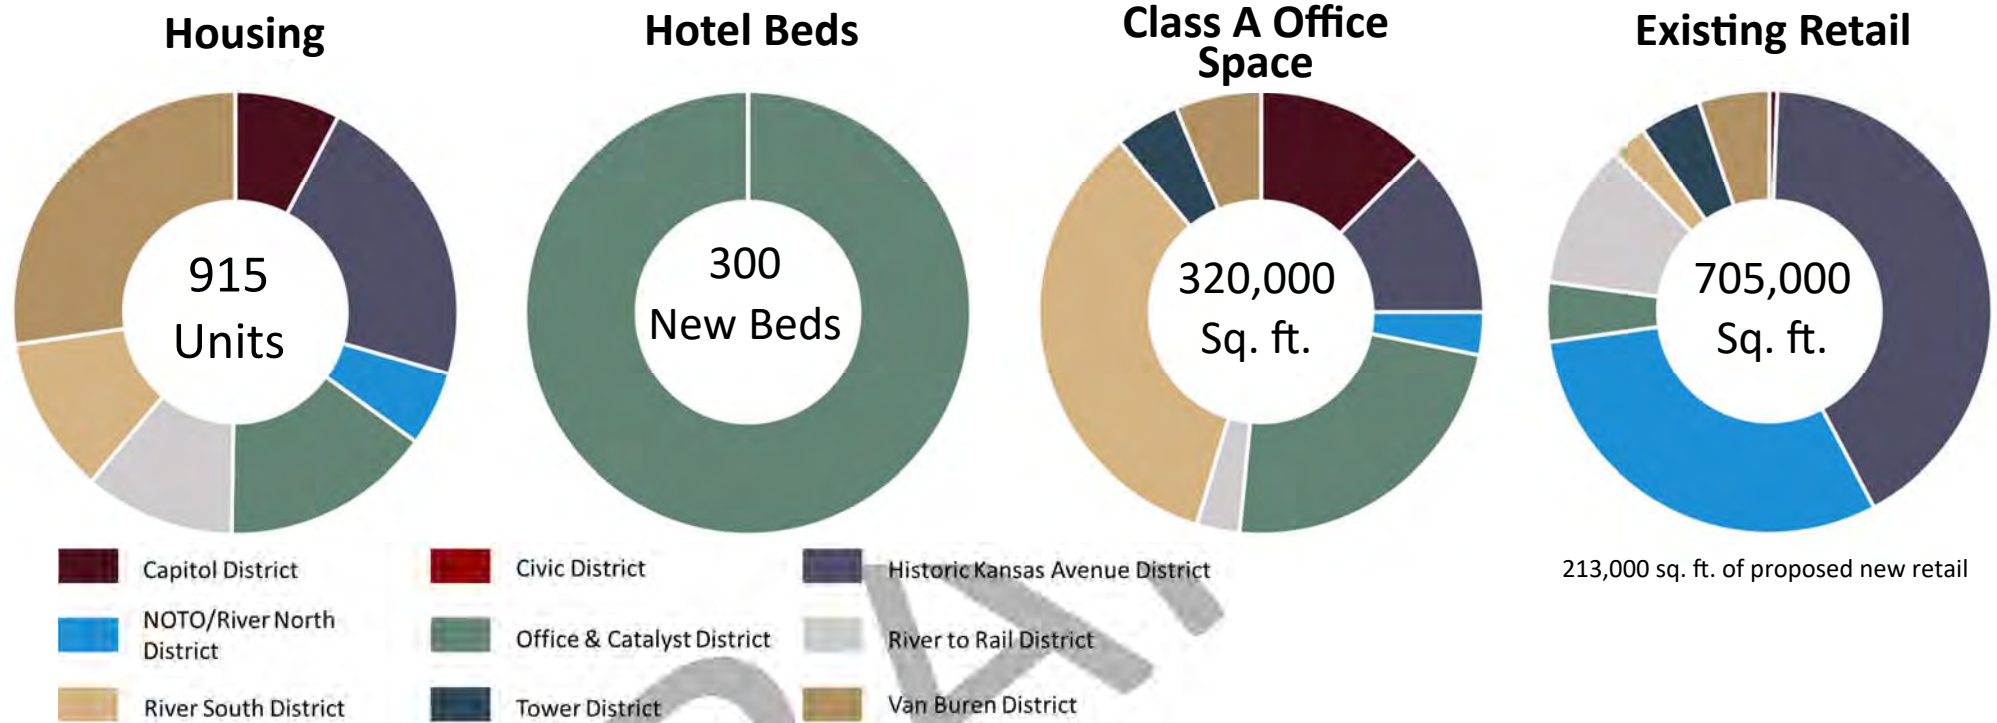 Housing
Hotel Beds
Class A Office
Space
Existing Retail
915
Units
300
New Beds
320,000
Sq. ft.
705,000
Sq. ft.
213,000 sq. ft. of proposed new retail
Capitol District
Civic District
Historic Kansas Avenue District
NOTO/River North
District
Office & Catalyst District
River to Rail District
River South District
Tower District
Van Buren District